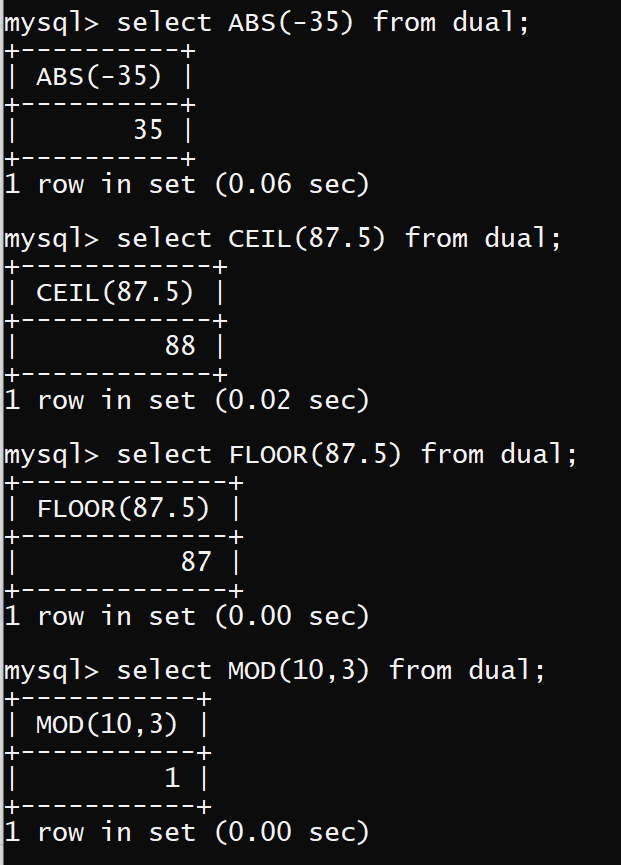 mysql> select ABS(-35) from dual;
+----------+
| ABS(-35) |
+----------+
|       35 |
+----------+
1 row in set (0.06 sec)
mysql> select CEIL(87.5) from dual;
+------------+
| CEIL(87.5) |
+------------+
|         88 |
+------------+
1 row in set (0.02 sec)
mysql> select FLOOR(87.5) from dual;
+-------------+
| FLOOR(87.5) |
+-------------+
|          87 |
+-------------+
1 row in set (0.00 sec)
mysql> select MOD(10,3) from dual;
+-----------+
| MOD(10,3) |
+-----------+
|         1 |
+-----------+
1 row in set (0.00 sec)